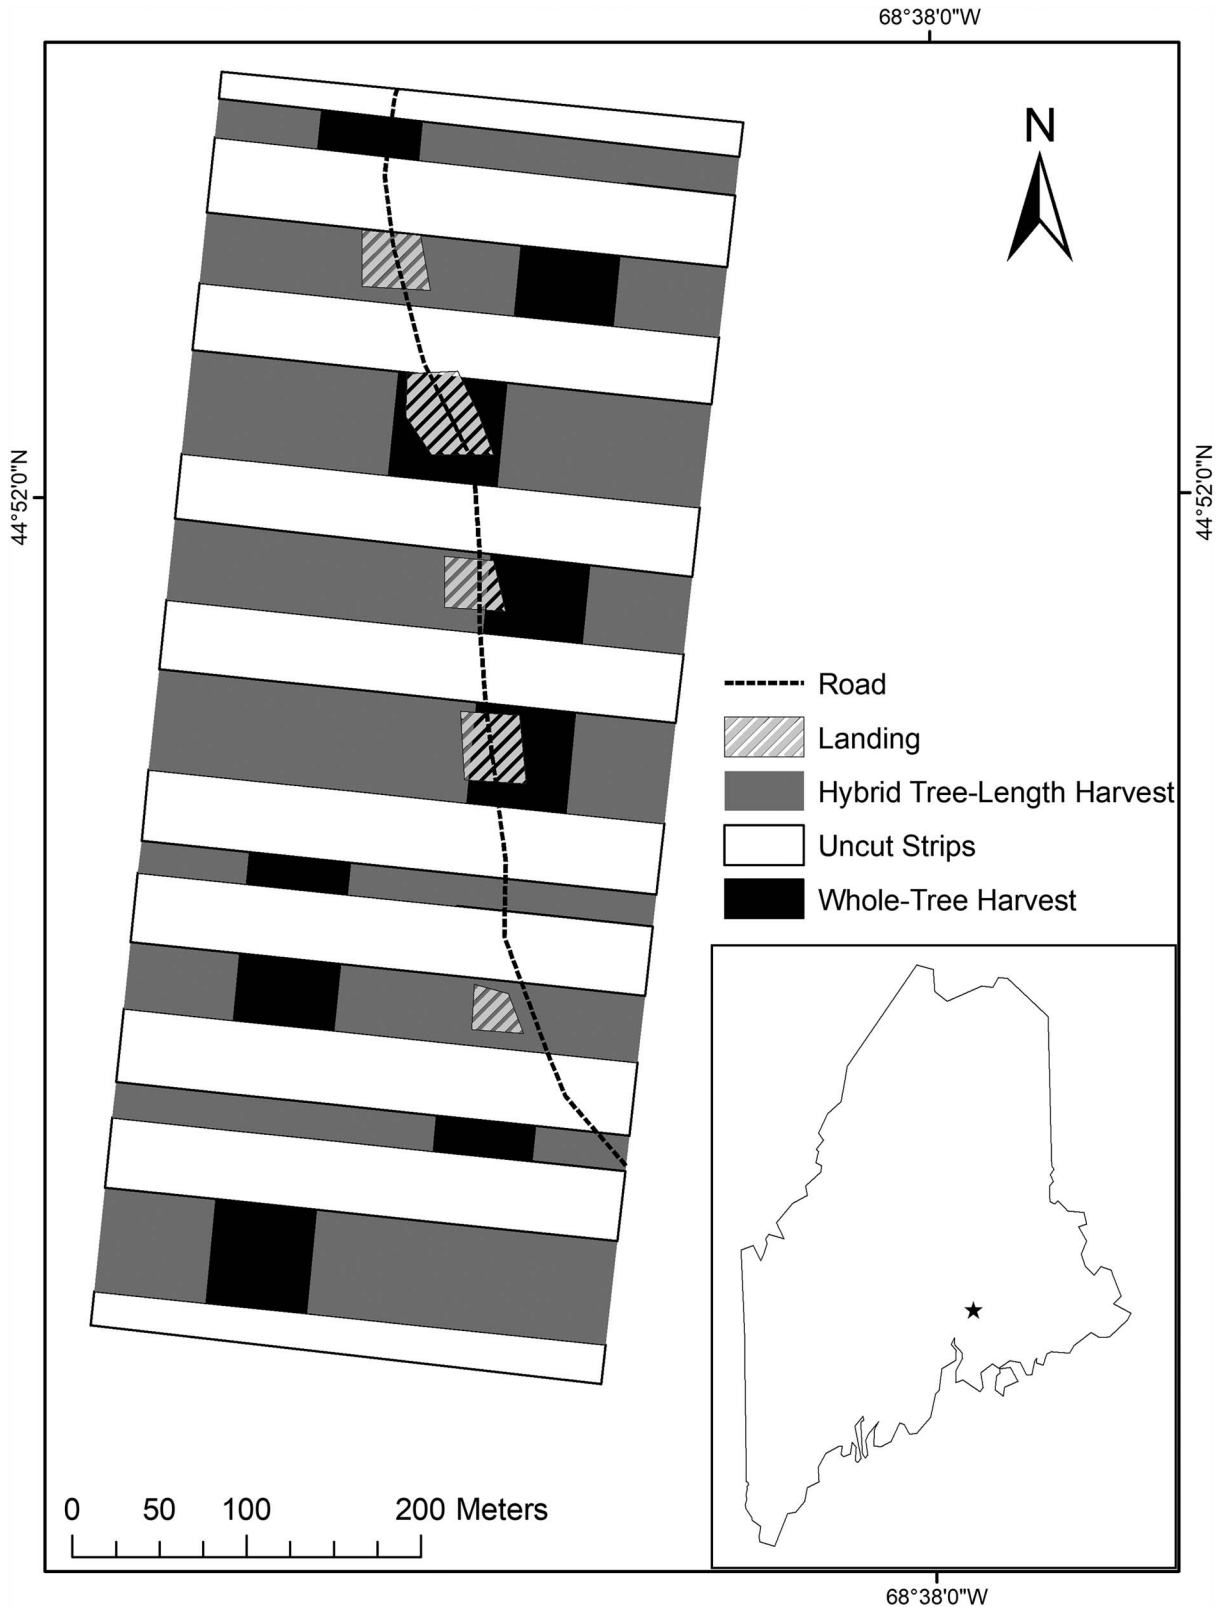 68°38'0"W
N
44°52'0"N
44°52'0"N
Road
Landing
Hybrid Tree-Length Harvest
Uncut Strips
Whole-Tree Harvest
0 50 100 200 Meters
68°38'0"W